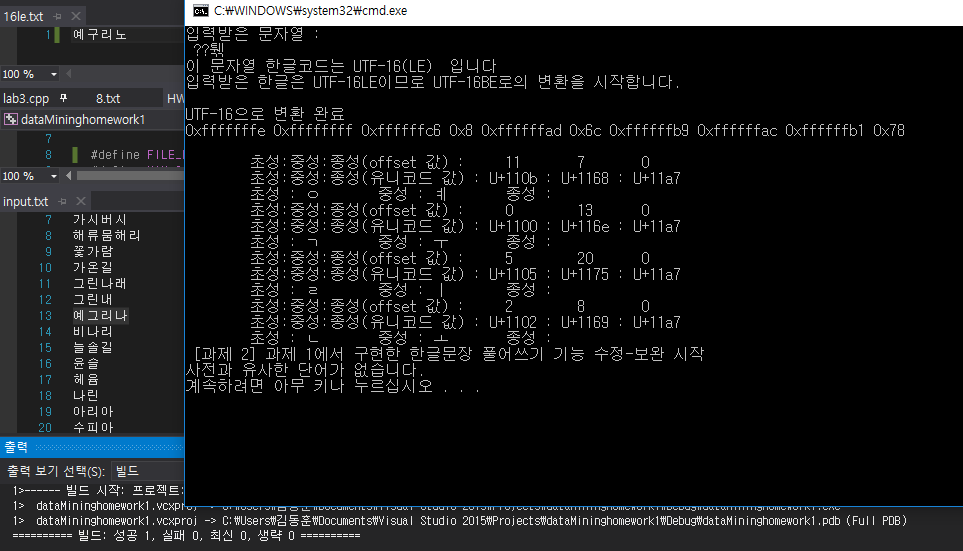 16le.txt
1 예구리노
100 %
lab3.cpp 8.txt HW
dataMininghomework1
7
8 #define FILE_
100 %
input.txt
7 가시버시
8 해류뭄해리
9 꽃가람
10 가온길
11 그린나래
12 그린내
13 예그리나
14 비나리
15 늘솔길
16 윤슬
17 혜윰
18 나린
19 아리아
20 수피아
C:₩WINDOWS₩system32₩cmd.exe
입력받은 문자열 :
이 문자열 한글코드는 UTF-16(LE) 입니다
입력받은 한글은 UTF-16LE이므로 UTF-16BE로의 변환을 시작합니다.
UTF-16으로 변환 완료
0xfffffffe 0xffffffff 0xffffffc6 0x8 0xffffffad 0x6c 0xffffffb9 0xffffffac 0xffffffb1 0x78
초성:중성:종성(offset 값) : 11 7 0
초성:중성:종성(유니코드 값) : U+110b : U+1168 : U+11a7
초성 : ㅇ 중성 : ㅖ 종성 :
초성:중성:종성(offset 값) : 0 13 0
초성:중성:종성(유니코드 값) : U+1100 : U+116e : U+11a7
초성 : ㄱ 중성 : ㅜ 종성 :
초성:중성:종성(offset 값) : 5 20 0
초성:중성:종성(유니코드 값) : U+1105 : U+1175 : U+11a7
초성 : ㄹ 중성 : ㅣ 종성 :
초성:중성:종성(offset 값) : 2 8 0
초성:중성:종성(유니코드 값) : U+1102 : U+1169 : U+11a7
초성 : ㄴ 중성 : ㅗ 종성 :
[과제 2] 과제 1에서 구현한 한글문장 풀어쓰기 기능 수정-보완 시작
사전과 유사한 단어가 없습니다.
계속하려면 아무 키나 누르십시오 . . .
출력
출력 보기 선택(S): 빌드
1>------ 빌드 시작: 프로젝트:
1> dataMininghomework1.vcxproj -> C:₩Users₩김동훈₩Documents₩Visual Studio 2015₩Projects₩dataMininghomework1₩Debug₩dataMininghomework1.exe
1> dataMininghomework1.vcxproj -> C:₩Users₩김동훈₩Documents₩Visual Studio 2015₩Projects₩dataMininghomework1₩Debug₩dataMininghomework1.pdb (Full PDB)
========== 빌드: 성공 1, 실패 0, 최신 0, 생략 0 ==========